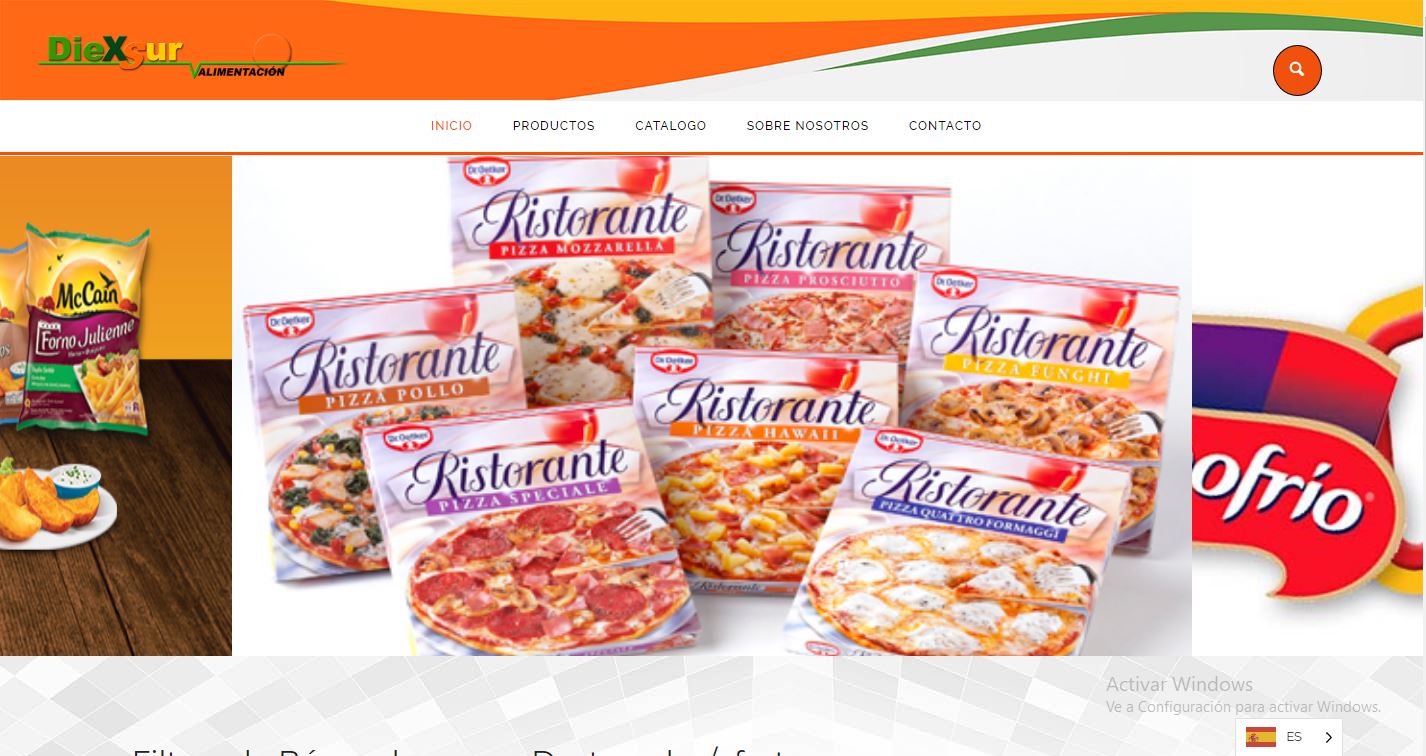 DieXsur
ALIMENTACIÓN
INICIO
PRODUCTOS
CATALOGO
SOBRE NOSOTROS
CONTACTO
McCain
Forno Julienne
Dr. Oetker
Ristorante
PIZZA MOZZARELLA
Dr. Oetker
Ristorante
PIZZA PROSCIUTTO
Dr. Oetker
Ristorante
PIZZA FUNGHI
Dr. Oetker
Ristorante
PIZZA POLLO
Dr. Oetker
Ristorante
PIZZA HAWAII
Dr. Oetker
Ristorante
PIZZA SPECIALE
Dr. Oetker
Ristorante
PIZZA QUATTRO FORMAGGI
Ristorante
ofrío®
Activar Windows
Ve a Configuración para activar Windows.
ES